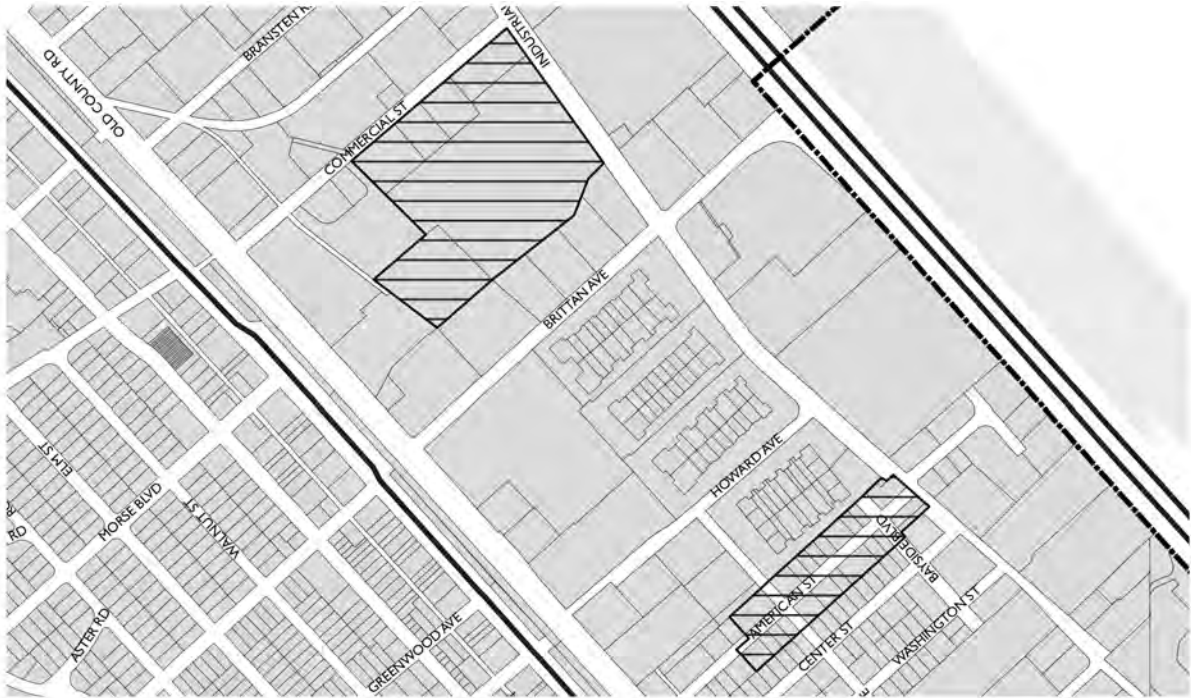 BRANSTEN R
INDUSTRIAL
OLD COUNTY RD
COMMERCIAL ST
BRITTAN AVE
ELM ST
MORSE BLVD
WALNUT ST
HOWARD AVE
RD
BAYSIDE BLVD
AMERICAN ST
ASTER RD
GREENWOOD AVE
CENTER ST
WASHINGTON ST